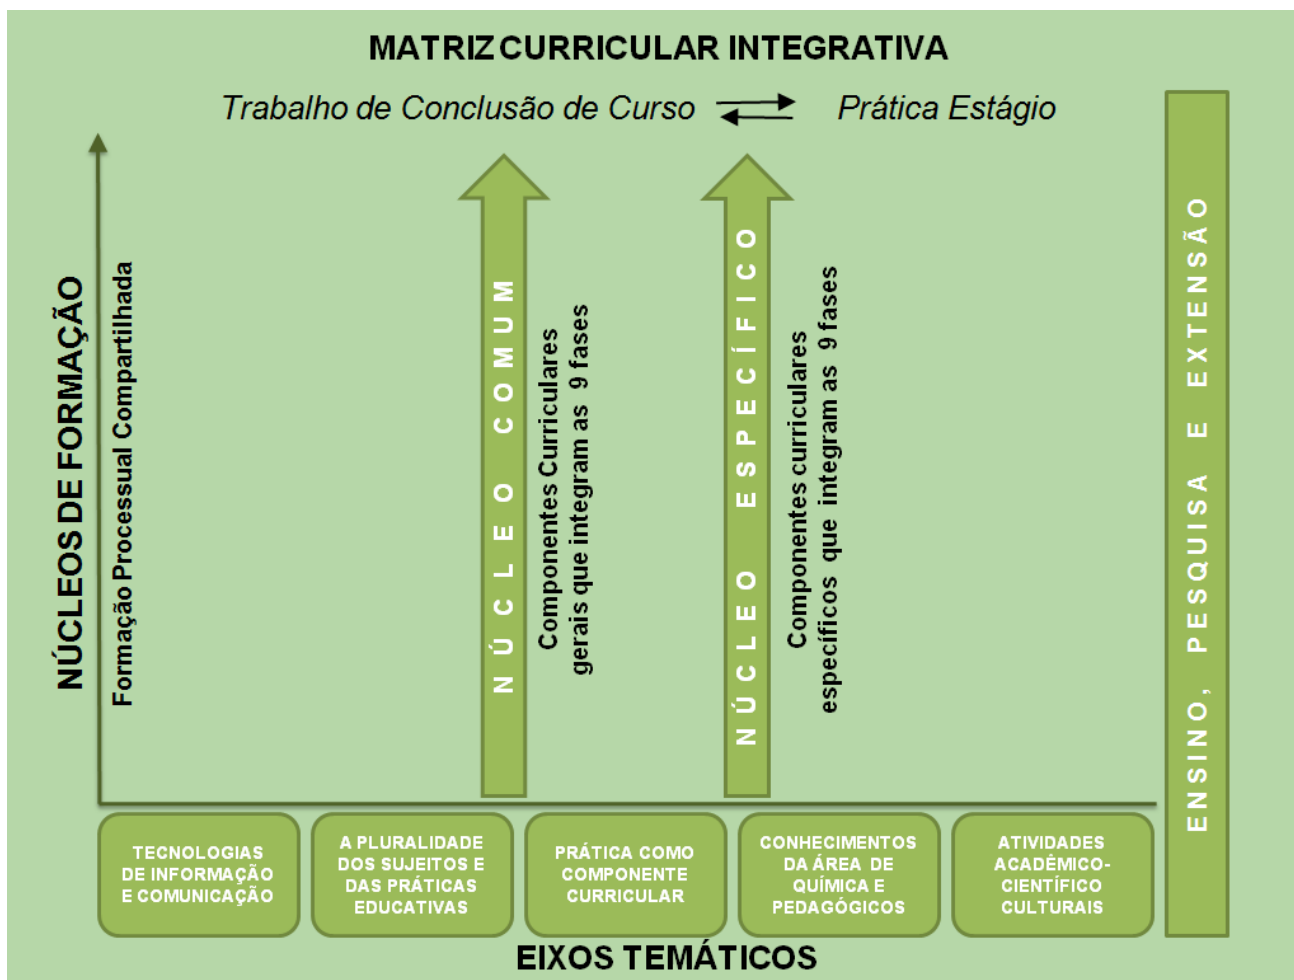 MATRIZ CURRICULAR INTEGRATIVA
Trabalho de Conclusão de Curso Prática Estágio
NÚCLEOS DE FORMAÇÃO
Formação Processual Compartilhada
NÚCLEO COMUM
Componentes Curriculares
gerais que integram as 9 fases
NÚCLEO ESPECÍFICO
Componentes curriculares
específicos que integram as 9 fases
ENSINO, PESQUISA E EXTENSÃO
TECNOLOGIAS
DE INFORMAÇÃO
E COMUNICAÇÃO
A PLURALIDADE
DOS SUJEITOS E
DAS PRÁTICAS
EDUCATIVAS
PRÁTICA COMO
COMPONENTE
CURRICULAR
CONHECIMENTOS
DA ÁREA DE
QUÍMICA E
PEDAGÓGICOS
ATIVIDADES
ACADÊMICO-
CIENTÍFICO
CULTURAIS
EIXOS TEMÁTICOS